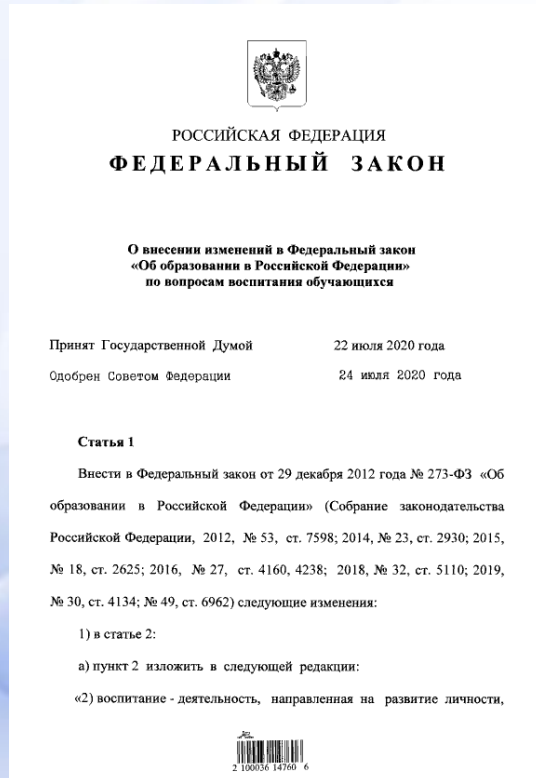 РОССИЙСКАЯ ФЕДЕРАЦИЯ
ФЕДЕРАЛЬНЫЙ ЗАКОН
О внесении изменений в Федеральный закон
«Об образовании в Российской Федерации»
по вопросам воспитания обучающихся
Принят Государственной Думой 22 июля 2020 года
Одобрен Советом Федерации 24 июля 2020 года
Статья 1
Внести в Федеральный закон от 29 декабря 2012 года № 273-ФЗ «Об
образовании в Российской Федерации» (Собрание законодательства
Российской Федерации, 2012, № 53, ст. 7598; 2014, № 23, ст. 2930; 2015,
№ 18, ст. 2625; 2016, № 27, ст. 4160, 4238; 2018, № 32, ст. 5110; 2019,
№ 30, ст. 4134; № 49, ст. 6962) следующие изменения:
1) в статье 2:
а) пункт 2 изложить в следующей редакции:
«2) воспитание - деятельность, направленная на развитие личности,
2 100036 14760 6